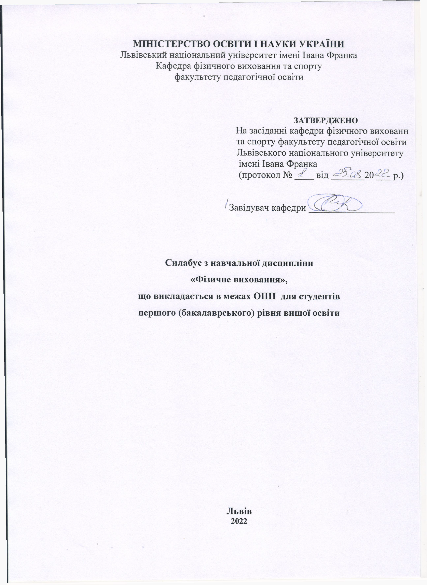 МІНІСТЕРСТВО ОСВІТИ І НАУКИ УКРАЇНИ
Львівський національний університет імені Івана Франка
Кафедра фізичного виховання та спорту
факультету педагогічної освіти
ЗАТВЕРДЖЕНО
На засіданні кафедри фізичного вихованн
та спорту факультету педагогічної освіти
Львівського національного університету
імені Івана Франка
(протокол № 1 від 25.08 2022 р.)
Завідувач кафедри
Силабус з навчальної дисципліни
«Фізичне виховання»,
що викладається в межах ОПП для студентів
першого (бакалаврського) рівня вищої освіти
Львів
2022